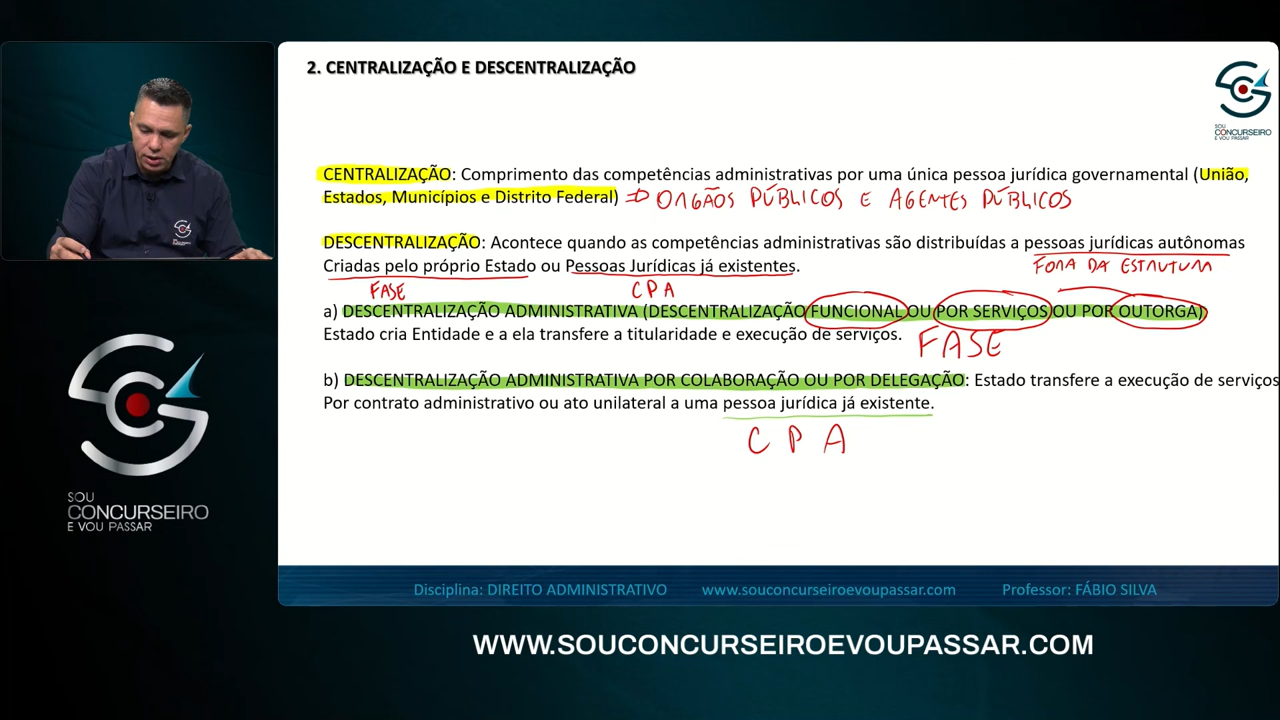 2. CENTRALIZAÇÃO E DESCENTRALIZAÇÃO
SOU
CONCURSEIRO
E VOU PASSAR
CENTRALIZAÇÃO: Comprimento das competências administrativas por uma única pessoa jurídica governamental (União,
Estados, Municípios e Distrito Federal) => ORGÃOS PÚBLICOS E AGENTES PÚBLICOS
DESCENTRALIZAÇÃO: Acontece quando as competências administrativas são distribuídas a pessoas jurídicas autônomas
Criadas pelo próprio Estado ou Pessoas Jurídicas já existentes. FORA DA ESTRUTURA
FASE CPA
a) DESCENTRALIZAÇÃO ADMINISTRATIVA (DESCENTRALIZAÇÃO FUNCIONAL OU POR SERVIÇOS OU POR OUTORGA)
Estado cria Entidade e a ela transfere a titularidade e execução de serviços. FASE
b) DESCENTRALIZAÇÃO ADMINISTRATIVA POR COLABORAÇÃO OU POR DELEGAÇÃO: Estado transfere a execução de serviços
Por contrato administrativo ou ato unilateral a uma pessoa jurídica já existente.
C P A
SOU
CONCURSEIRO
E VOU PASSAR
Disciplina: DIREITO ADMINISTRATIVO www.souconcurseiroevoupassar.com Professor: FÁBIO SILVA
WWW.SOUCONCURSEIROEVOUPASSAR.COM